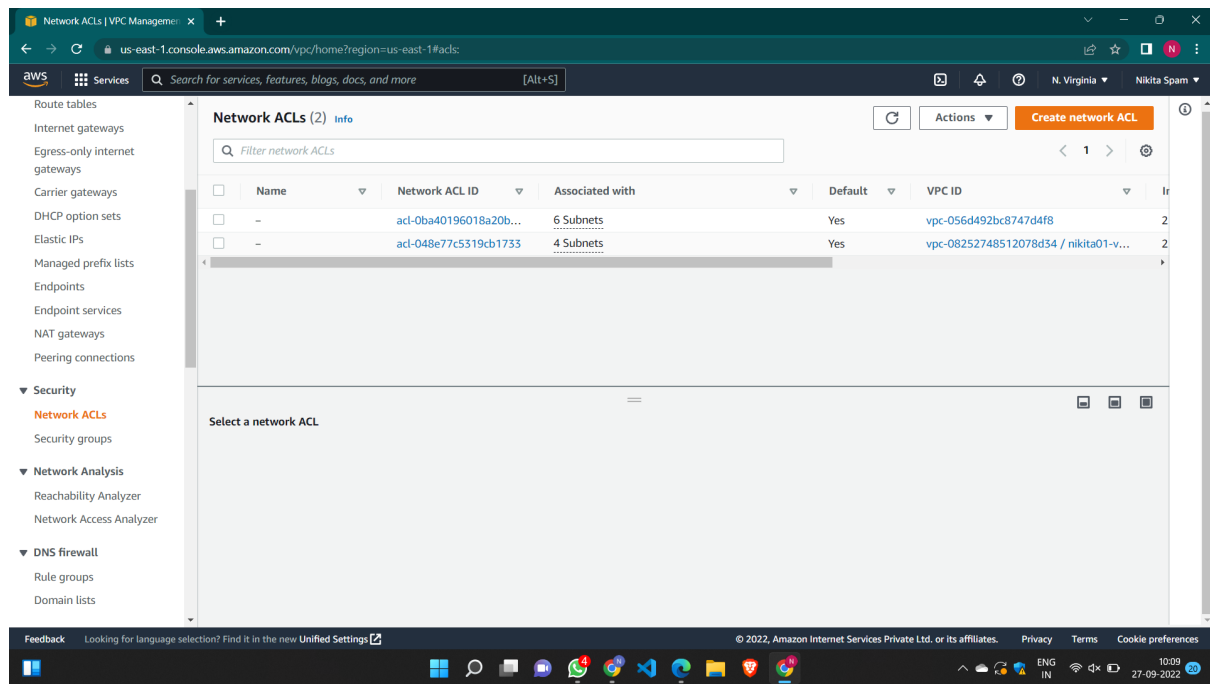 Network ACLs | VPC Managemen
us-east-1.console.aws.amazon.com/vpc/home?region=us-east-1#acls:
N
aws
Services
Search for services, features, blogs, docs, and more
[Alt+S]
N. Virginia ▼
Nikita Spam ▼
Route tables
Internet gateways
Egress-only internet
gateways
Carrier gateways
DHCP option sets
Elastic IPs
Managed prefix lists
Endpoints
Endpoint services
NAT gateways
Peering connections
▼ Security
Network ACLs
Security groups
▼ Network Analysis
Reachability Analyzer
Network Access Analyzer
▼ DNS firewall
Rule groups
Domain lists
Network ACLs (2) Info
Actions ▼
Create network ACL
Filter network ACLs
< 1 >
Name Network ACL ID Associated with Default VPC ID In
– acl-0ba40196018a20b... 6 Subnets Yes vpc-056d492bc8747d4f8 2
– acl-048e77c5319cb1733 4 Subnets Yes vpc-08252748512078d34 / nikita01-v... 2
Select a network ACL
Feedback Looking for language selection? Find it in the new Unified Settings
© 2022, Amazon Internet Services Private Ltd. or its affiliates. Privacy Terms Cookie preferences
4
N
N
ENG
IN
10:09
27-09-2022
20